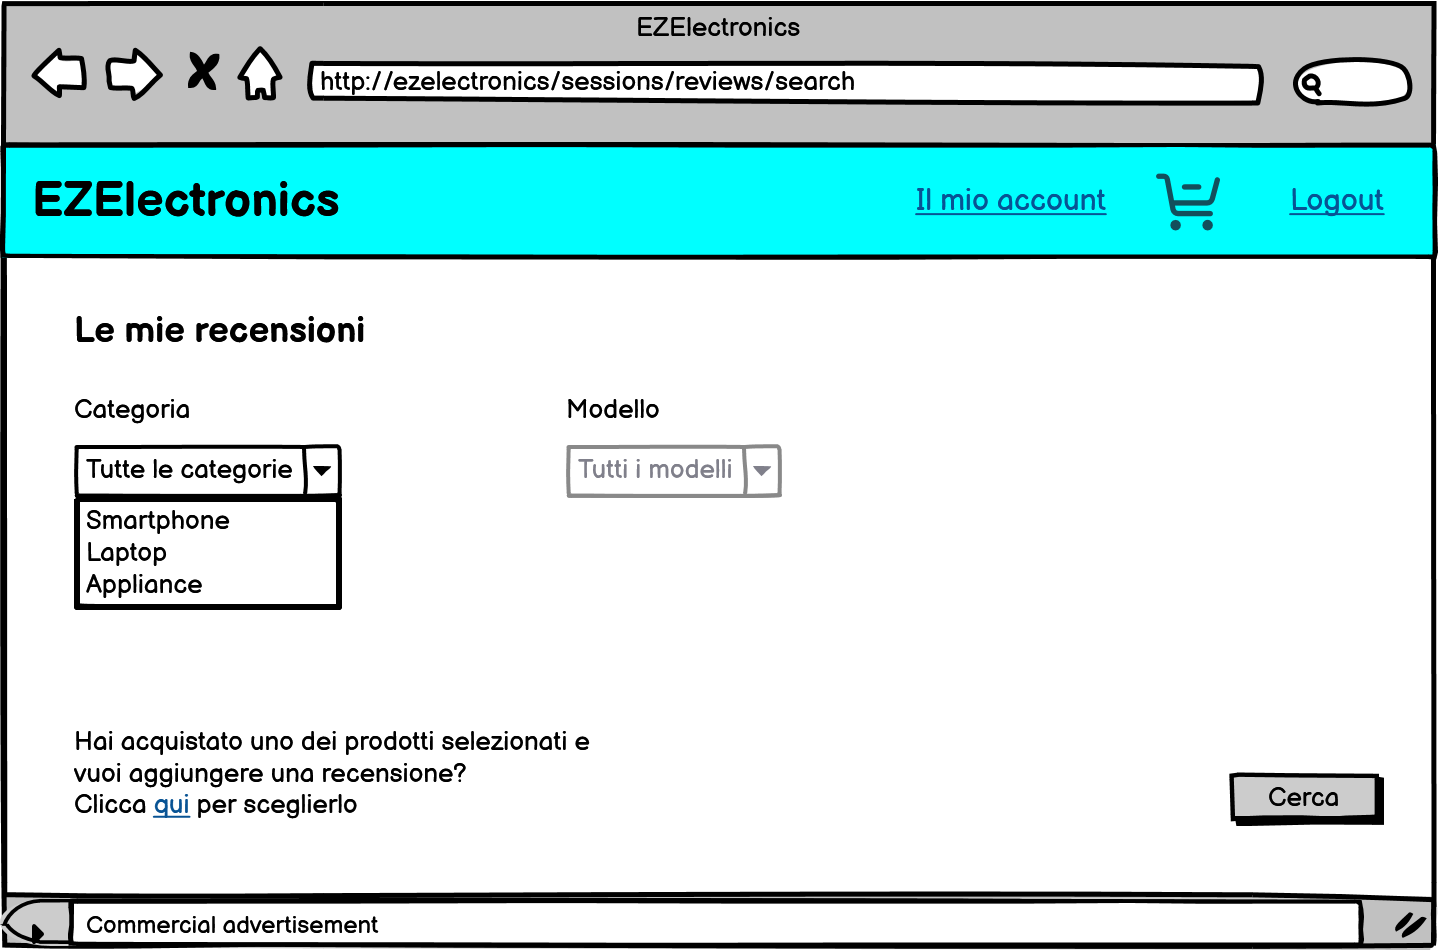 EZElectronics
http://ezelectronics/sessions/reviews/search
EZElectronics
Il mio account
Logout
Le mie recensioni
Categoria
Modello
Tutte le categorie
Tutti i modelli
Smartphone
Laptop
Appliance
Hai acquistato uno dei prodotti selezionati e
vuoi aggiungere una recensione?
Clicca qui per sceglierlo
Cerca
Commercial advertisement